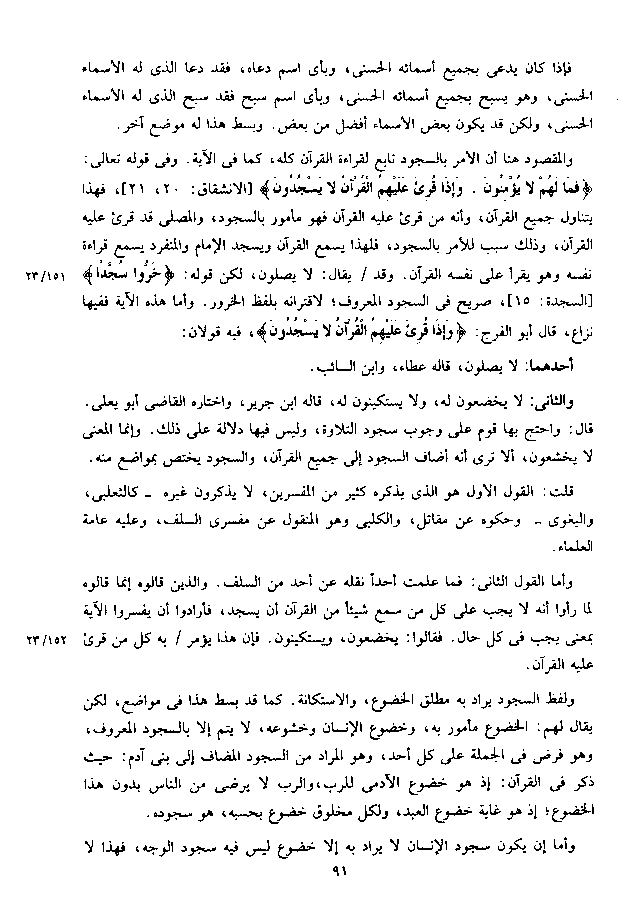 فإذا كان يدعى بجميع أسمائه الحسنى، وبأى اسم دعاه، فقد دعا الذى له الأسماء
الحسنى، وهو يسبح بجميع أسمائه الحسنى، وبأى اسم سبح فقد سبح الذى له الأسماء
الحسنى، ولكن قد يكون بعض الأسماء أفضل من بعض. وبسط هذا له موضع آخر.
والمقصود هنا أن الأمر بالسجود تابع لقراءة القرآن كله، كما فى الآية. وفى قوله تعالى:
﴿فَمَا لَهُمْ لا يُؤْمِنُونَ . وَإِذَا قُرِئَ عَلَيْهِمُ الْقُرْآنُ لا يَسْجُدُونَ﴾ [الانشقاق: ٢٠، ٢١]، فهذا
يتناول جميع القرآن، وأنه من قرئ عليه القرآن فهو مأمور بالسجود، والمصلى قد قرئ عليه
القرآن، وذلك سبب للأمر بالسجود، فلهذا يسمع القرآن ويسجد الإمام والمنفرد يسمع قراءة
نفسه وهو يقرأ على نفسه القرآن. وقد / يقال: لا يصلون، لكن قوله: ﴿خَرُّوا سُجَّدًا﴾ ٢٣/١٥١
[السجدة: ١٥]، صريح فى السجود المعروف؛ لاقترانه بلفظ الخرور. وأما هذه الآية ففيها
نزاع، قال أبو الفرج: ﴿وَإِذَا قُرِئَ عَلَيْهِمُ الْقُرْآنُ لا يَسْجُدُونَ﴾، فيه قولان:
أحدهما: لا يصلون، قاله عطاء، وابن السائب.
والثانى: لا يخضعون له، ولا يستكينون له، قاله ابن جرير، واختاره القاضى أبو يعلى.
قال: واحتج بها قوم على وجوب سجود التلاوة، وليس فيها دلالة على ذلك. وإنما المعنى
لا يخشعون، ألا ترى أنه أضاف السجود إلى جميع القرآن، والسجود يختص بمواضع منه.
قلت: القول الأول هو الذى يذكره كثير من المفسرين، لا يذكرون غيره ـ كالثعلبى،
والبغوى ـ وحكوه عن مقاتل، والكلبى وهو المنقول عن مفسرى السلف، وعليه عامة
العلماء.
وأما القول الثانى: فما علمت أحداً نقله عن أحد من السلف. والذين قالوه إنما قالوه
لما رأوا أنه لا يجب على كل من سمع شيئاً من القرآن أن يسجد، فأرادوا أن يفسروا الآية
بمعنى يجب فى كل حال. فقالوا: يخضعون، ويستكينون. فإن هذا يؤمر / به كل من قرئ ٢٣/١٥٢
عليه القرآن.
ولفظ السجود يراد به مطلق الخضوع، والاستكانة. كما قد بسط هذا فى مواضع، لكن
يقال لهم: الخضوع مأمور به، وخضوع الإنسان وخشوعه، لا يتم إلا بالسجود المعروف،
وهو فرض فى الجملة على كل أحد، وهو المراد من السجود المضاف إلى بنى آدم: حيث
ذكر فى القرآن: إذ هو خضوع الآدمى للرب،والرب لا يرضى من الناس بدون هذا
الخضوع؛ إذ هو غاية خضوع العبد، ولكل مخلوق خضوع بحسبه، هو سجوده.
وأما إن يكون سجود الإنسان لا يراد به إلا خضوع ليس فيه سجود الوجه، فهذا لا
٩١